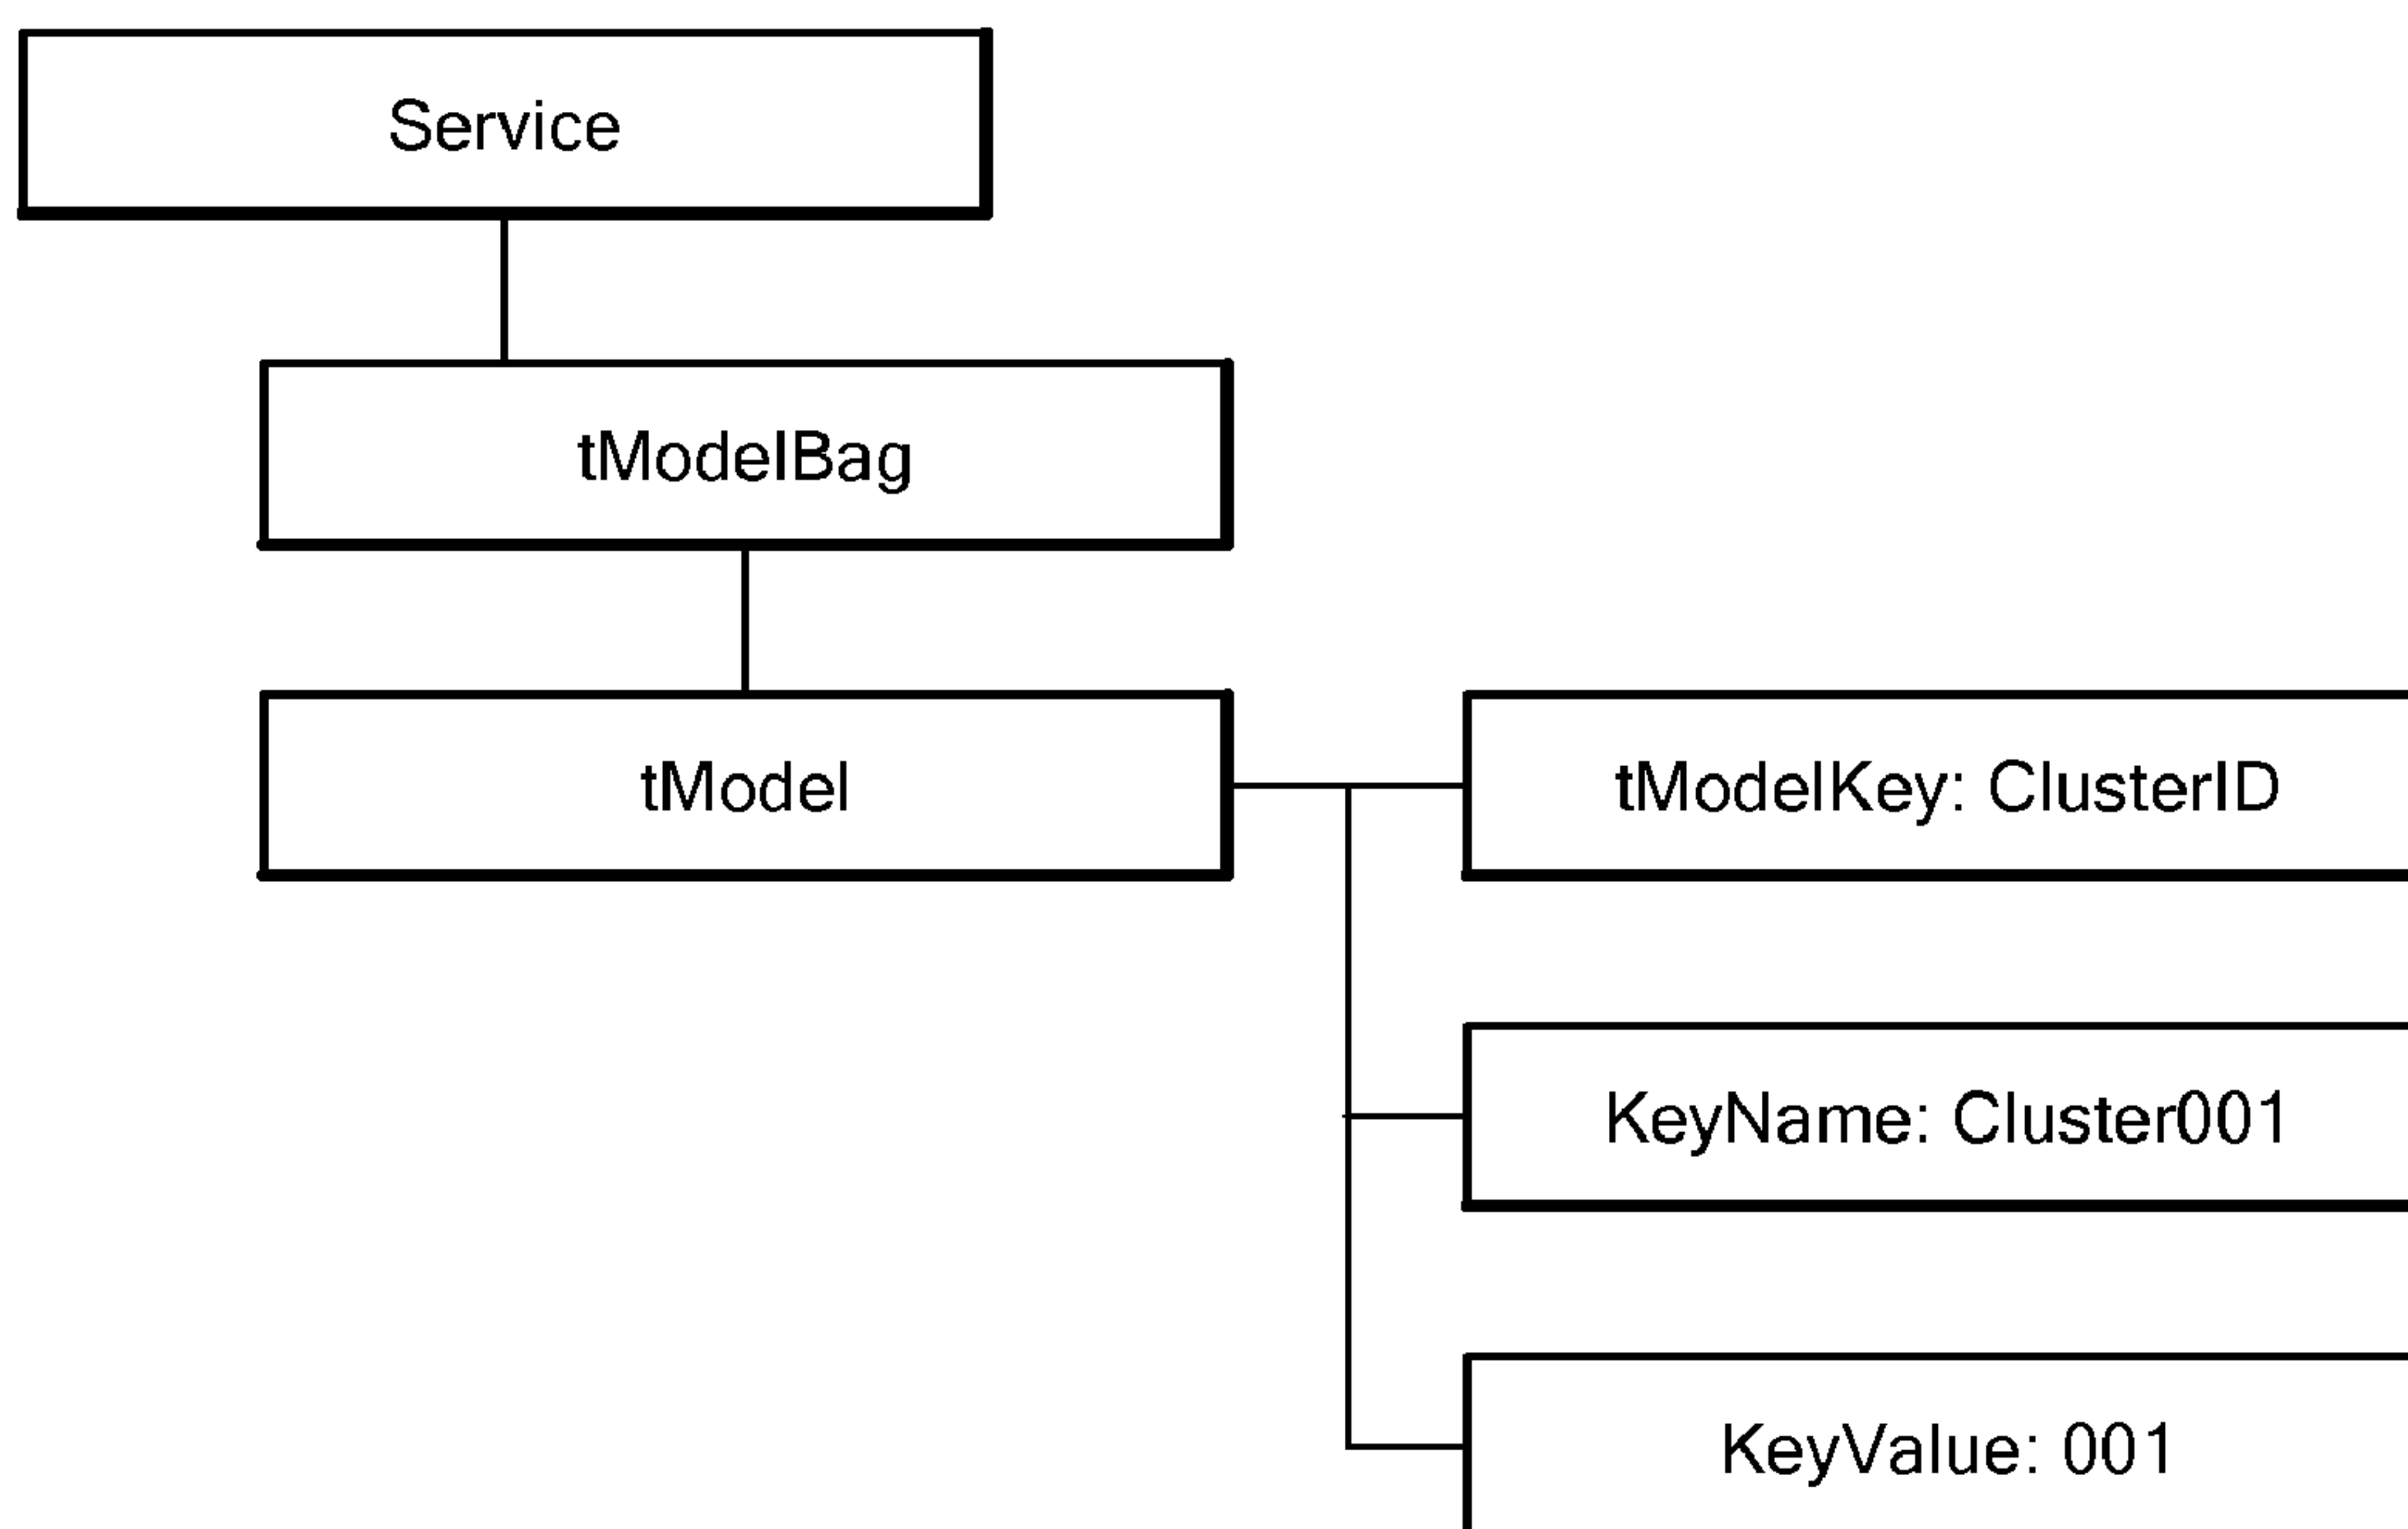 Service
tModelBag
tModel
tModelKey: ClusterID
KeyName: Cluster001
KeyValue: 001